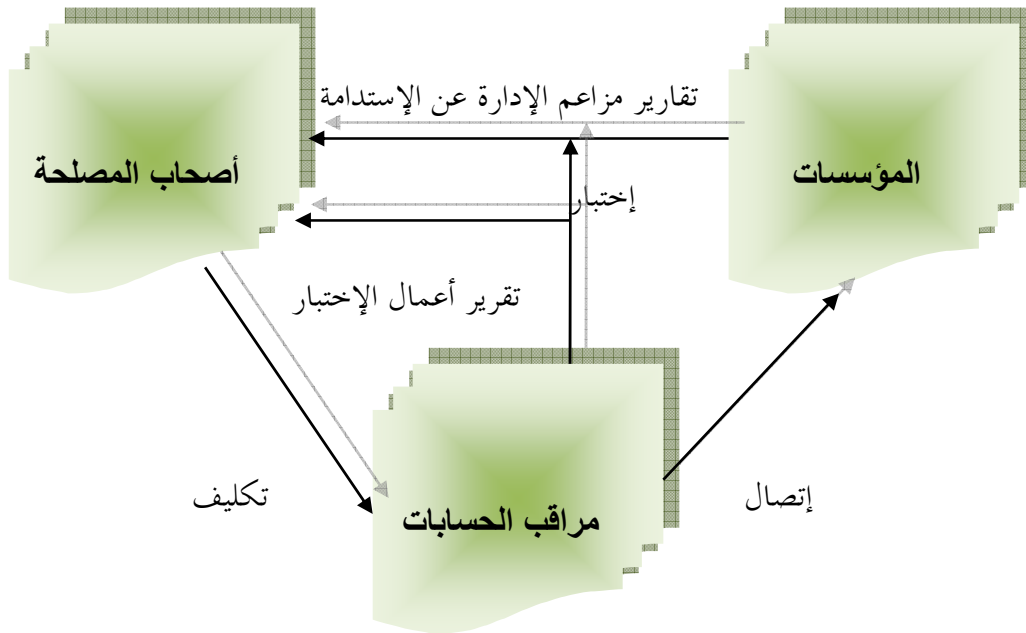 تقارير مزاعم الإدارة عن الإستدامة
المؤسسات
أصحاب المصلحة
إختبار
تقرير أعمال الإختبار
إتصال
تكليف
مراقب الحسابات